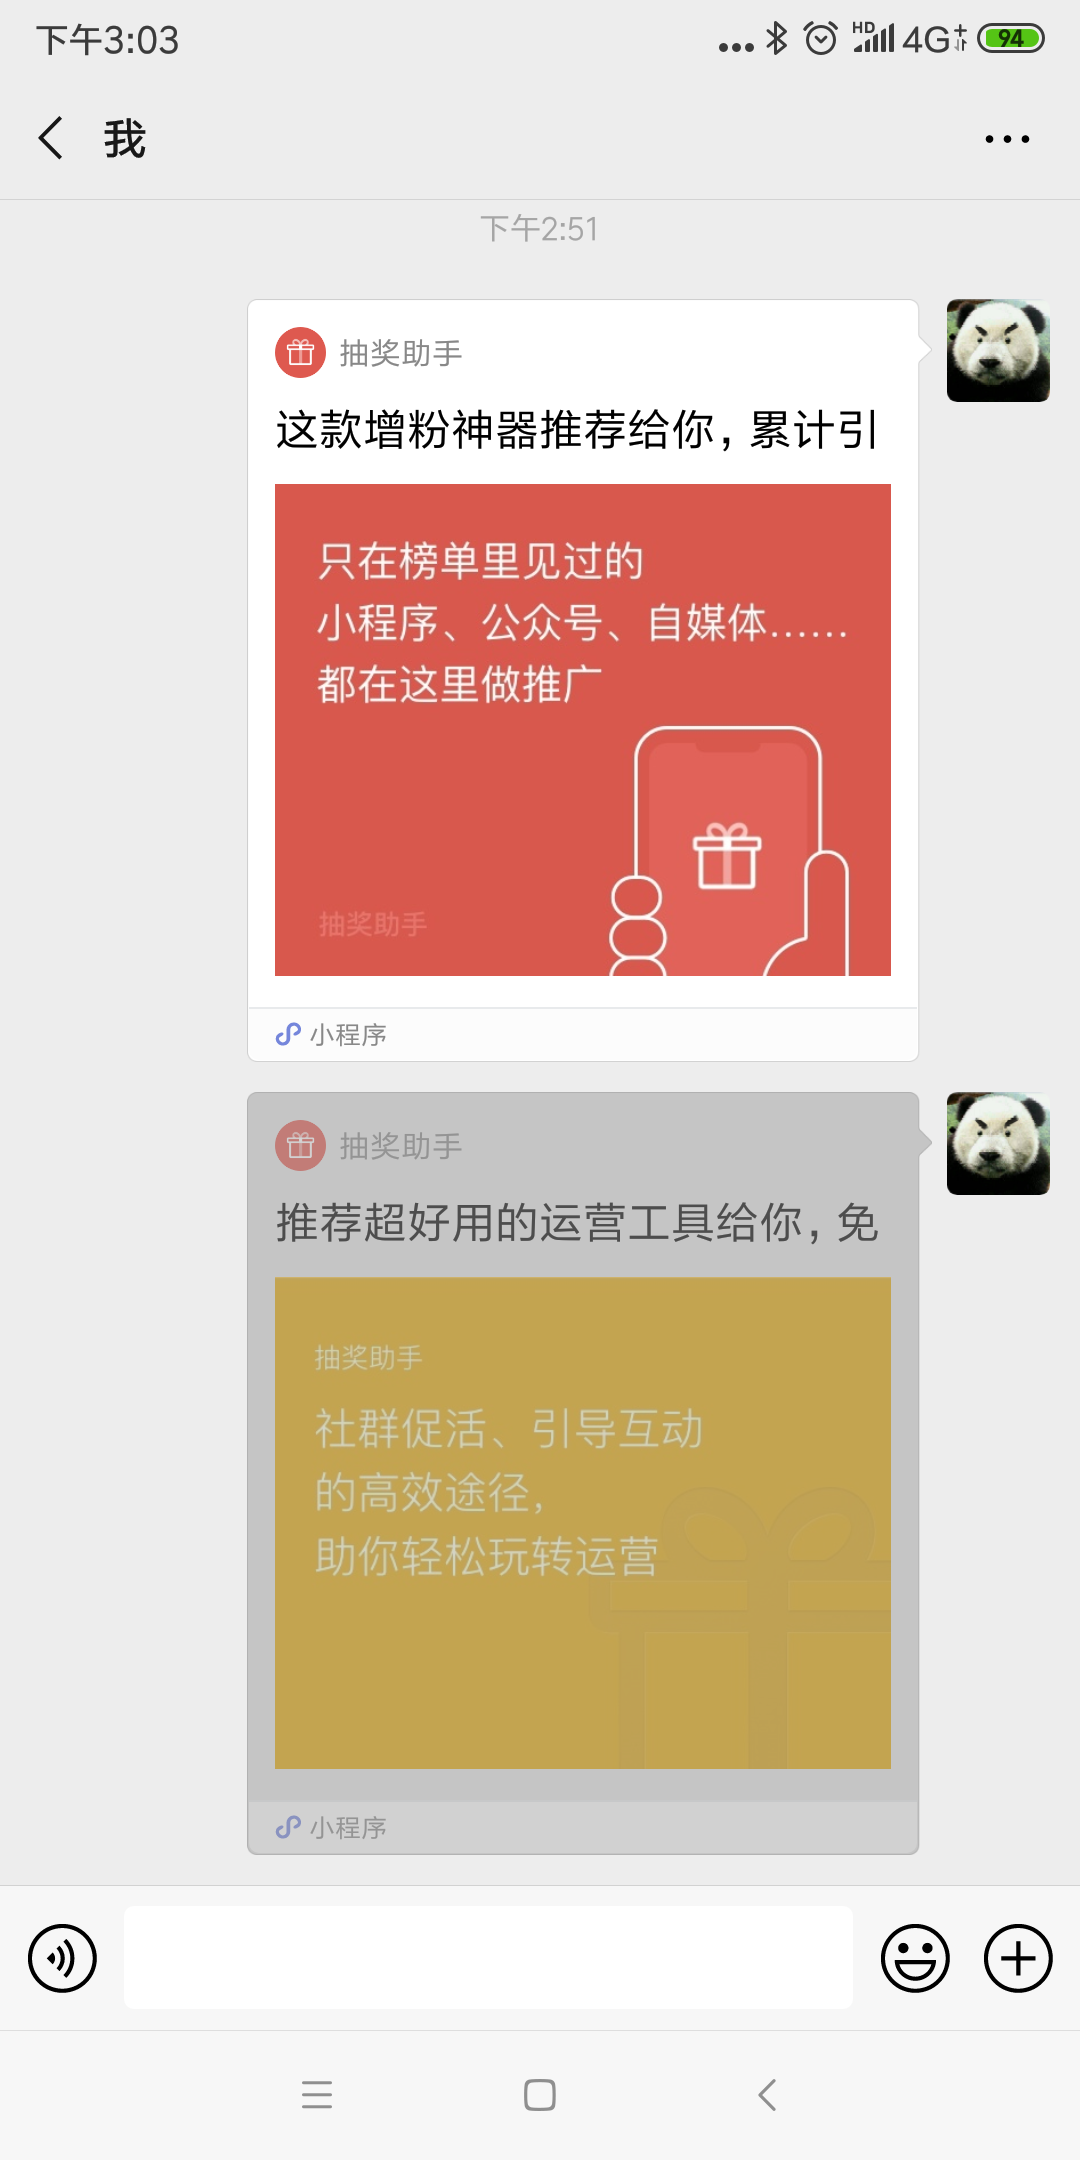 下午3:03
HD 4G+ 94
我
下午2:51
抽奖助手
这款增粉神器推荐给你，累计引
只在榜单里见过的
小程序、公众号、自媒体......
都在这里做推广
抽奖助手
小程序
抽奖助手
推荐超好用的运营工具给你，免
抽奖助手
社群促活、引导互动
的高效途径，
助你轻松玩转运营
小程序